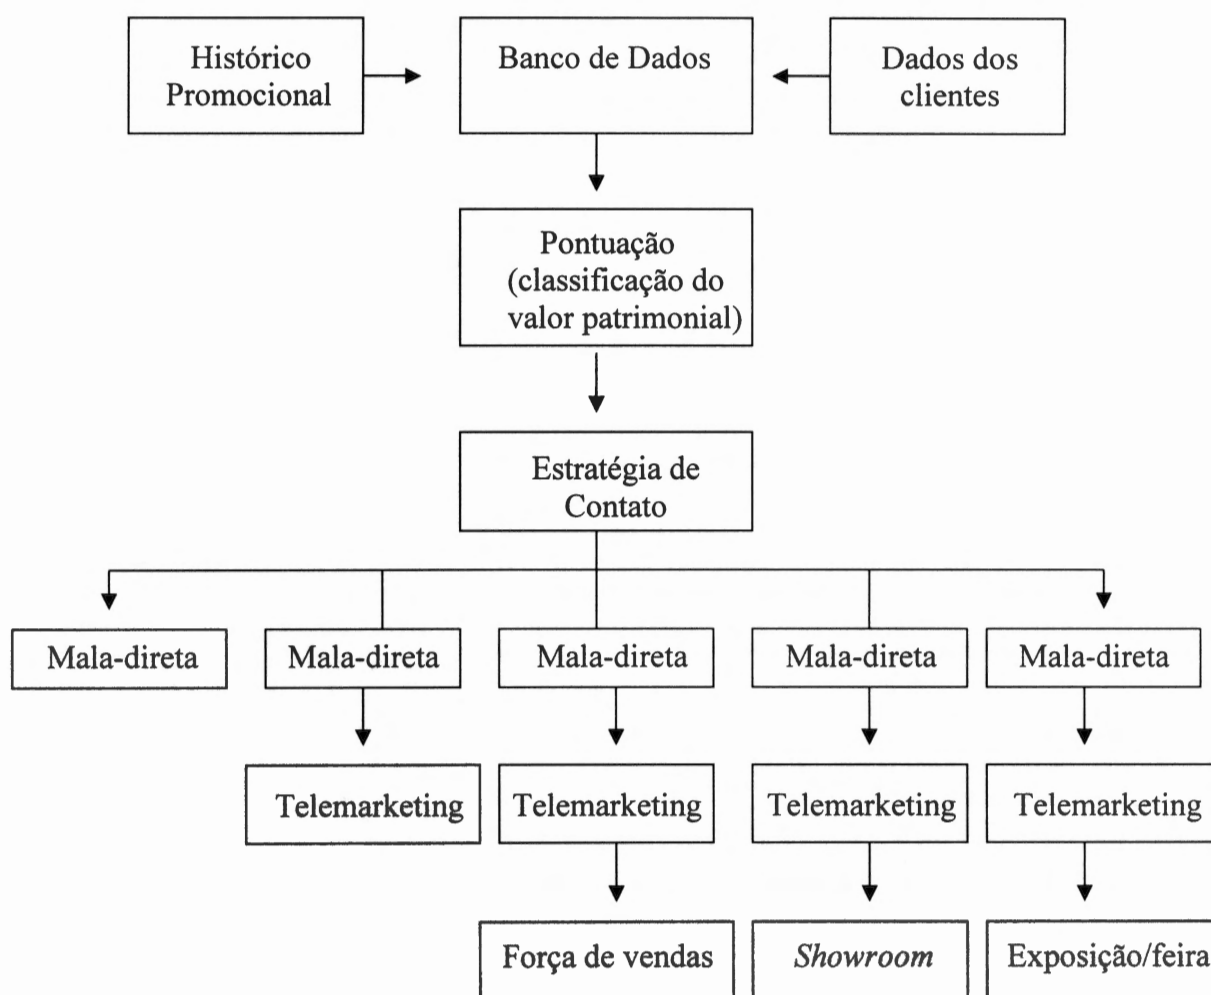 Histórico
Promocional
Banco de Dados
Dados dos
clientes
Pontuação
(classificação do
valor patrimonial)
Estratégia de
Contato
Mala-direta
Mala-direta
Mala-direta
Mala-direta
Mala-direta
Telemarketing
Telemarketing
Telemarketing
Telemarketing
Força de vendas
Showroom
Exposição/feira